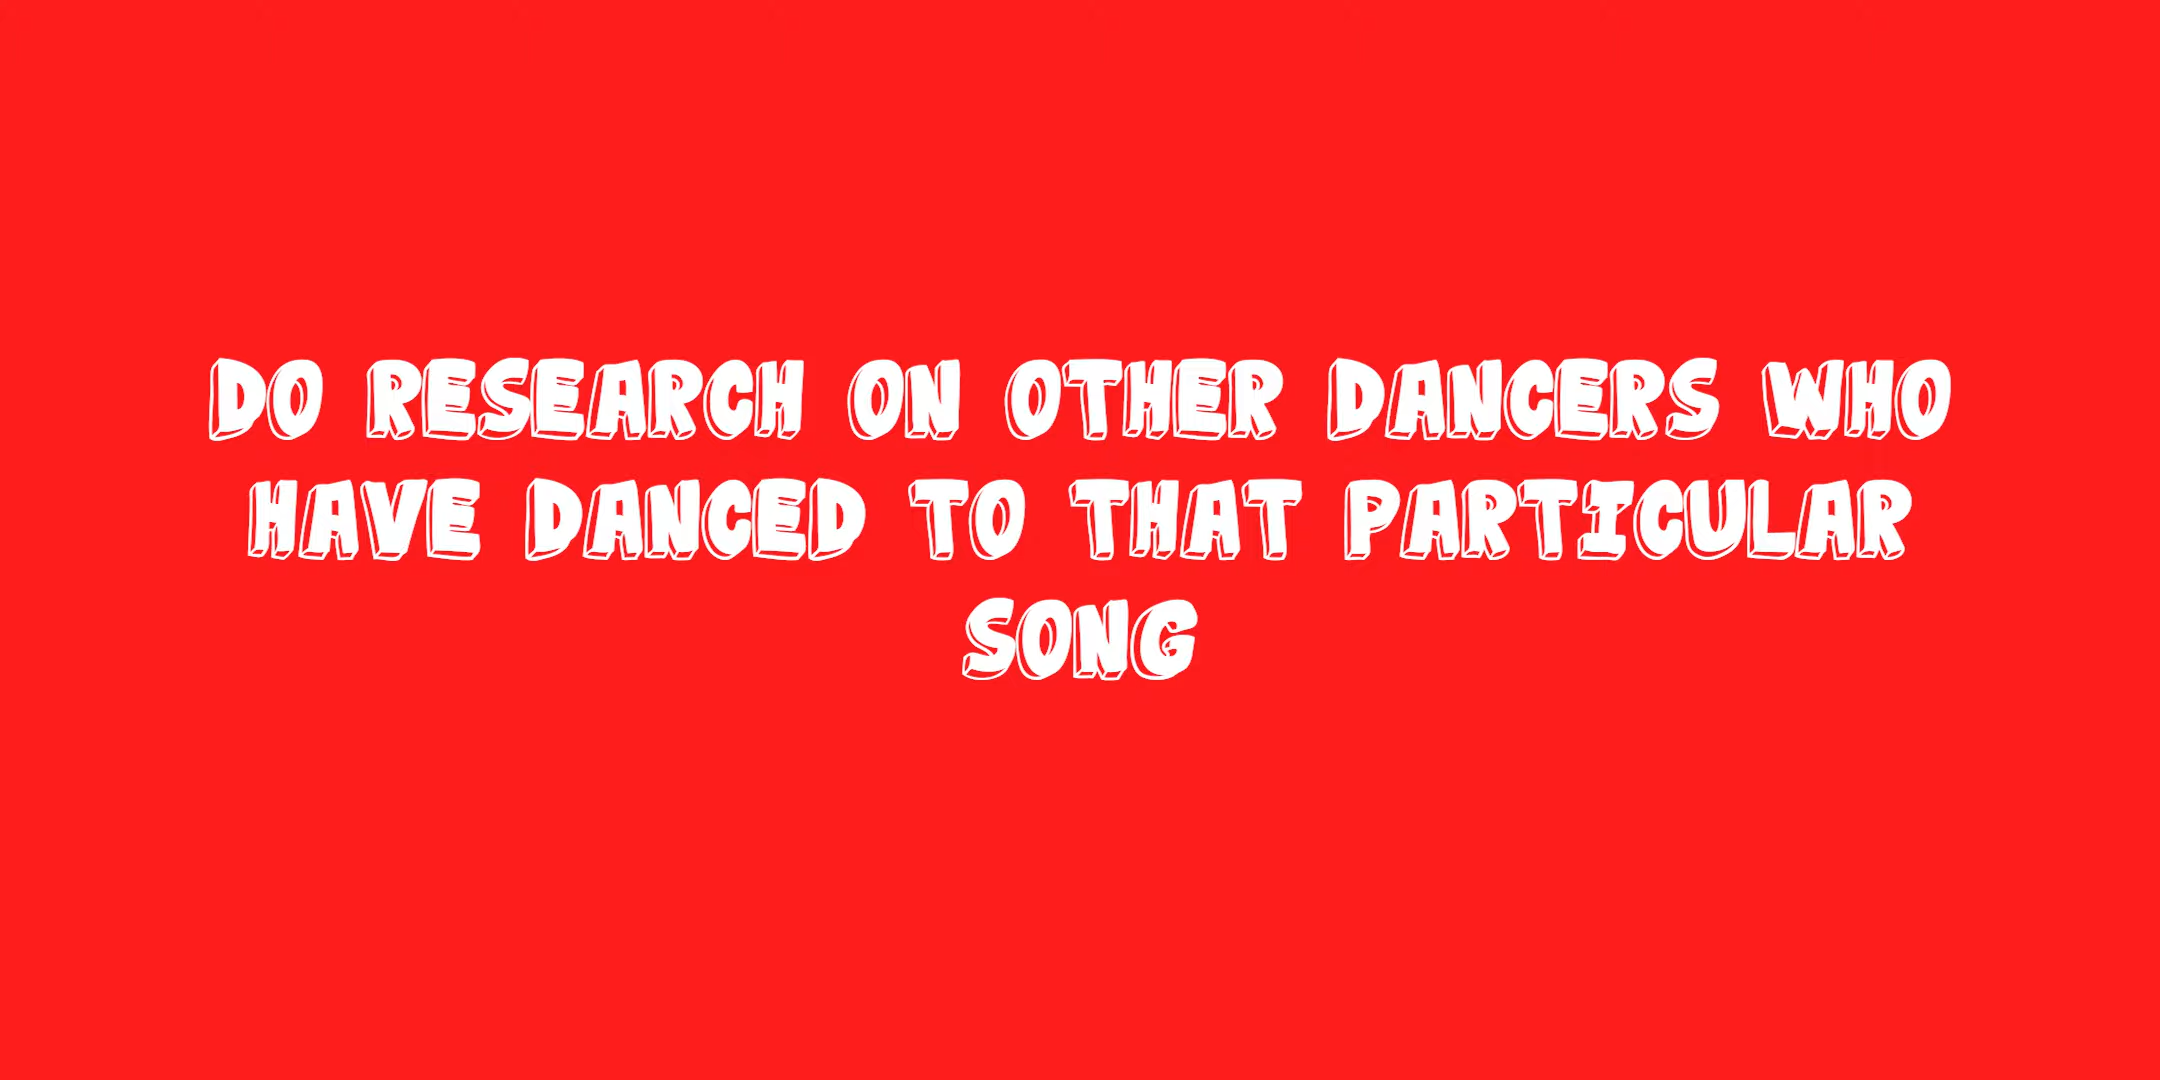 DO RESEARCH ON OTHER DANCERS WHO
HAVE DANCED TO THAT PARTICULAR
SONG